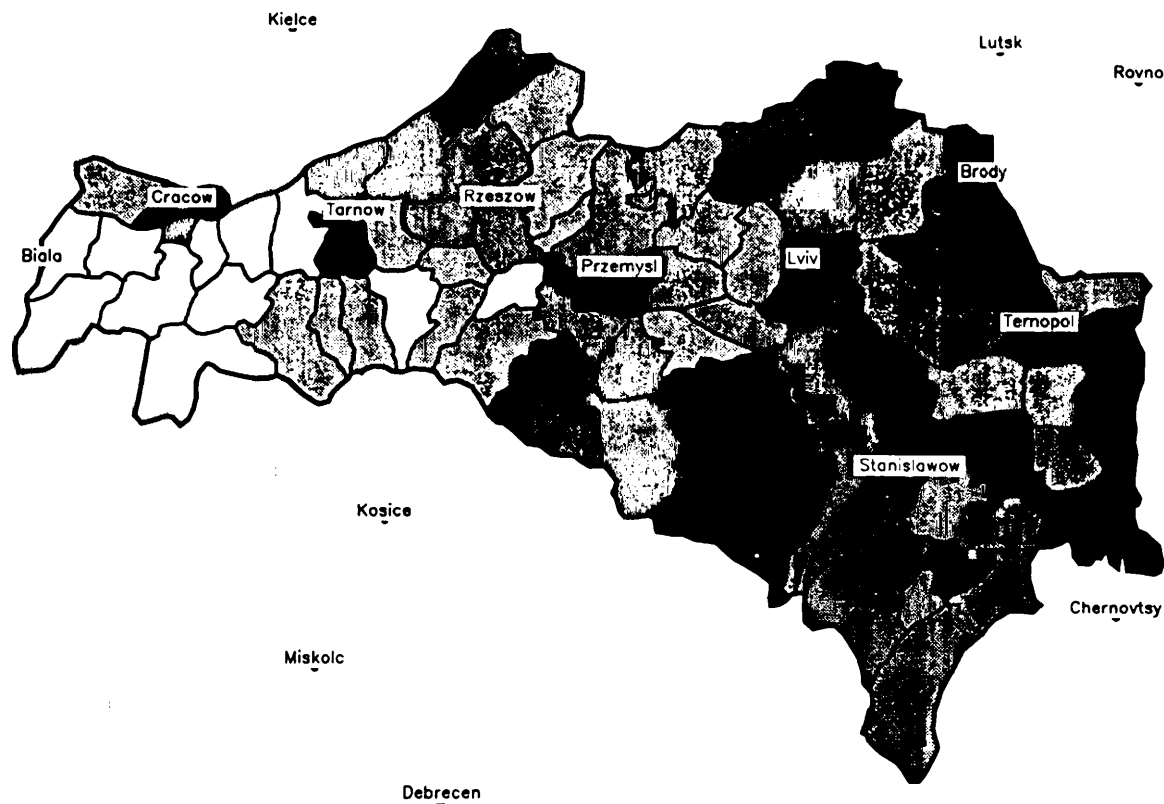 Kielce
Lutsk
Rovno
Brody
Cracow
Rzeszow
Tarnow
Biala
Lviv
Przemysl
Ternopol
Stanislawow
Kosice
Chernovtsy
Miskolc
Debrecen